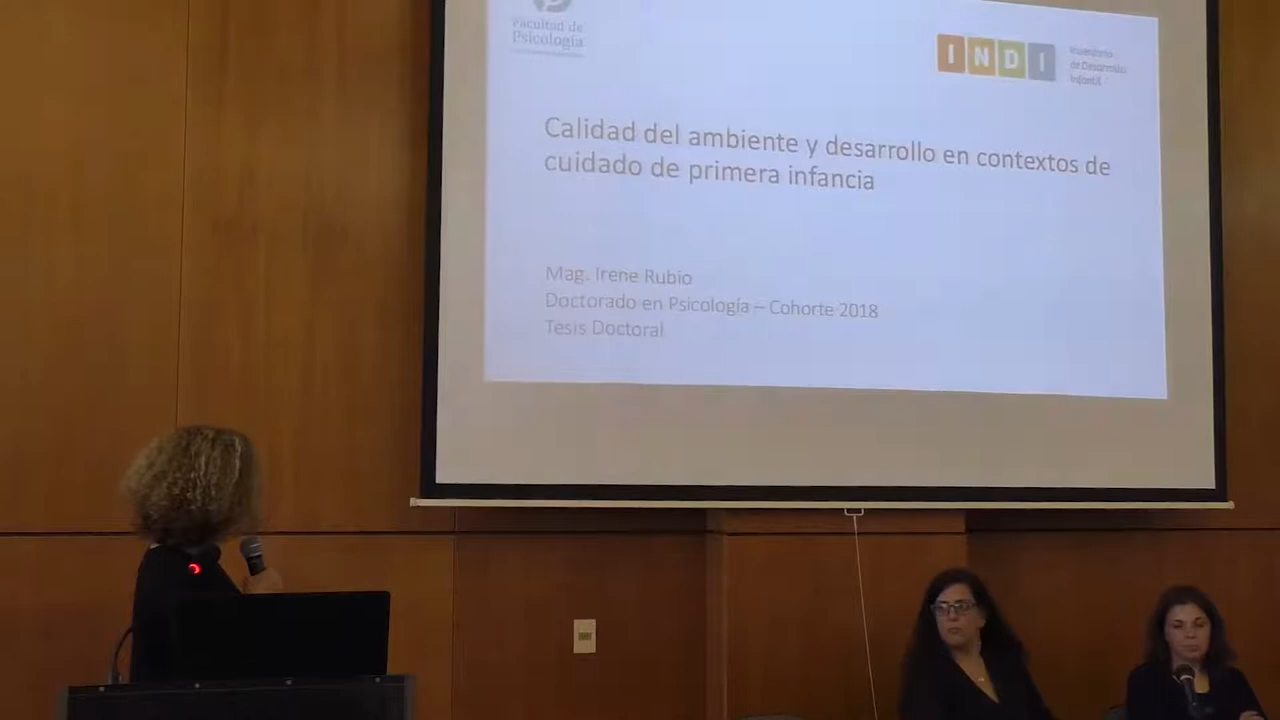 Facultad de
Psicología
INDI
Inventario
de Desarrollo
Infantil
Calidad del ambiente y desarrollo en contextos de
cuidado de primera infancia
Mag. Irene Rubio
Doctorado en Psicología – Cohorte 2018
Tesis Doctoral